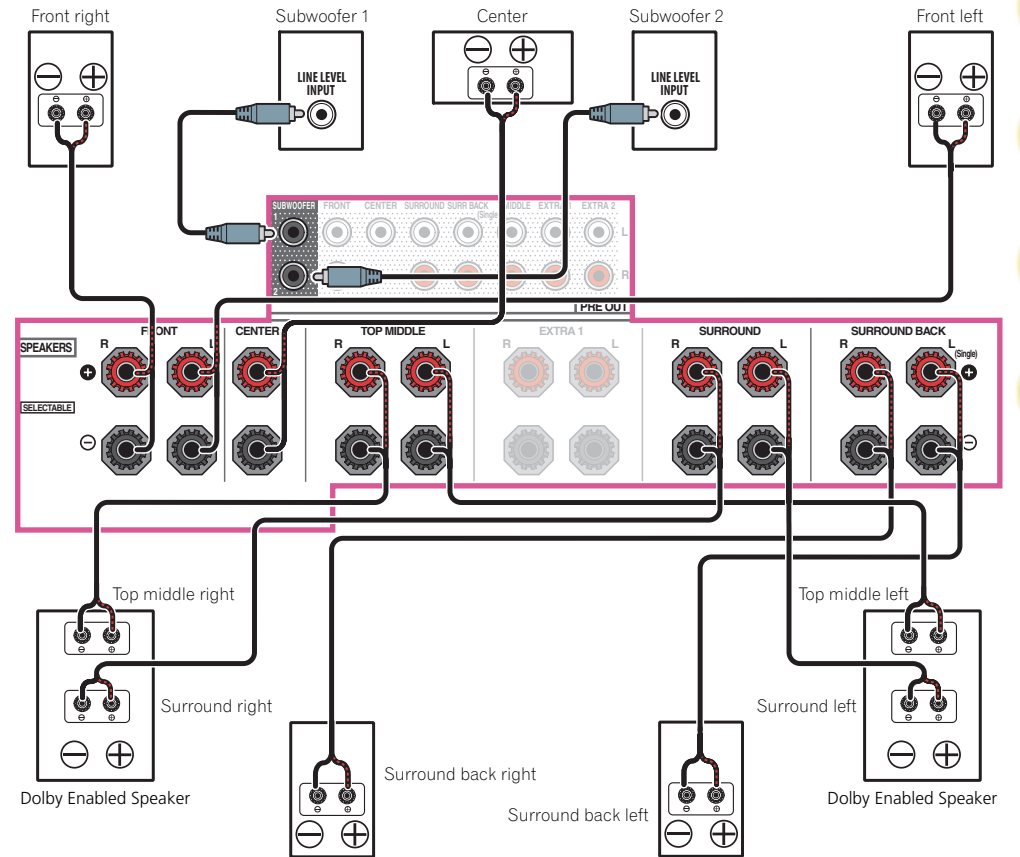 Front right
Subwoofer 1
Center
Subwoofer 2
Front left
LINE LEVEL
INPUT
LINE LEVEL
INPUT
SUBWOOFER
FRONT
CENTER
SURROUND
SURR BACK
(Single)
EXTRA 2
1
L
2
R
PRE OUT
SPEAKERS
CENTER
TOP MIDDLE
EXTRA 1
SURROUND
SURROUND BACK
R
L
R
L
R
L
R
L
(Single)
SELECTABLE
Top middle right
Top middle left
Surround right
Surround left
Surround back right
Surround back left
Dolby Enabled Speaker
Dolby Enabled Speaker